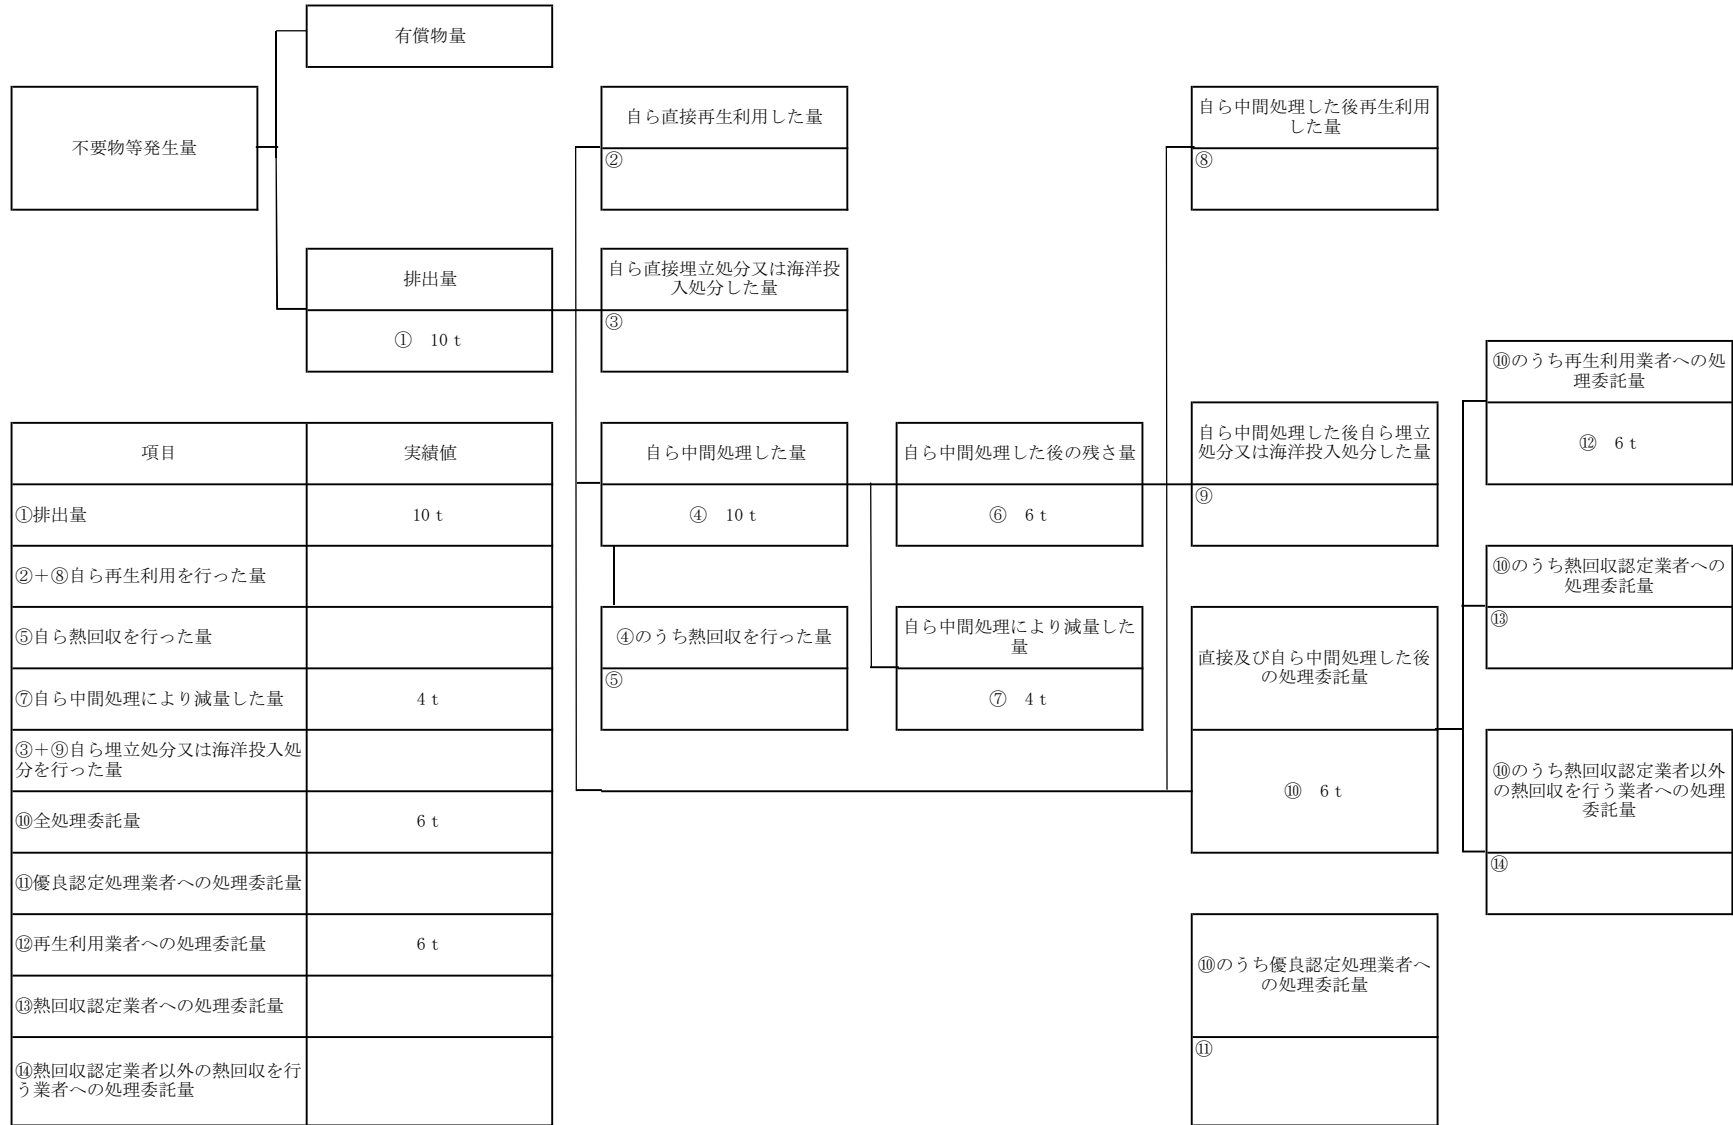 有償物量
不要物等発生量
自ら直接再生利用した量
②
自ら中間処理した後再生利用
した量
⑧
排出量
① 10 t
自ら直接埋立処分又は海洋投
入処分した量
③
⑩のうち再生利用業者への処
理委託量
⑫ 6 t
自ら中間処理した量
④ 10 t
自ら中間処理した後の残さ量
⑥ 6 t
自ら中間処理した後自ら埋立
処分又は海洋投入処分した量
⑨
⑩のうち熱回収認定業者への
処理委託量
⑬
④のうち熱回収を行った量
⑤
自ら中間処理により減量した
量
⑦ 4 t
直接及び自ら中間処理した後
の処理委託量
⑩ 6 t
⑩のうち熱回収認定業者以外
の熱回収を行う業者への処理
委託量
⑭
⑩のうち優良認定処理業者へ
の処理委託量
⑪
項目 実績値
①排出量 10 t
②＋⑧自ら再生利用を行った量
⑤自ら熱回収を行った量
⑦自ら中間処理により減量した量 4 t
③＋⑨自ら埋立処分又は海洋投入処
分を行った量
⑩全処理委託量 6 t
⑪優良認定処理業者への処理委託量
⑫再生利用業者への処理委託量 6 t
⑬熱回収認定業者への処理委託量
⑭熱回収認定業者以外の熱回収を行
う業者への処理委託量